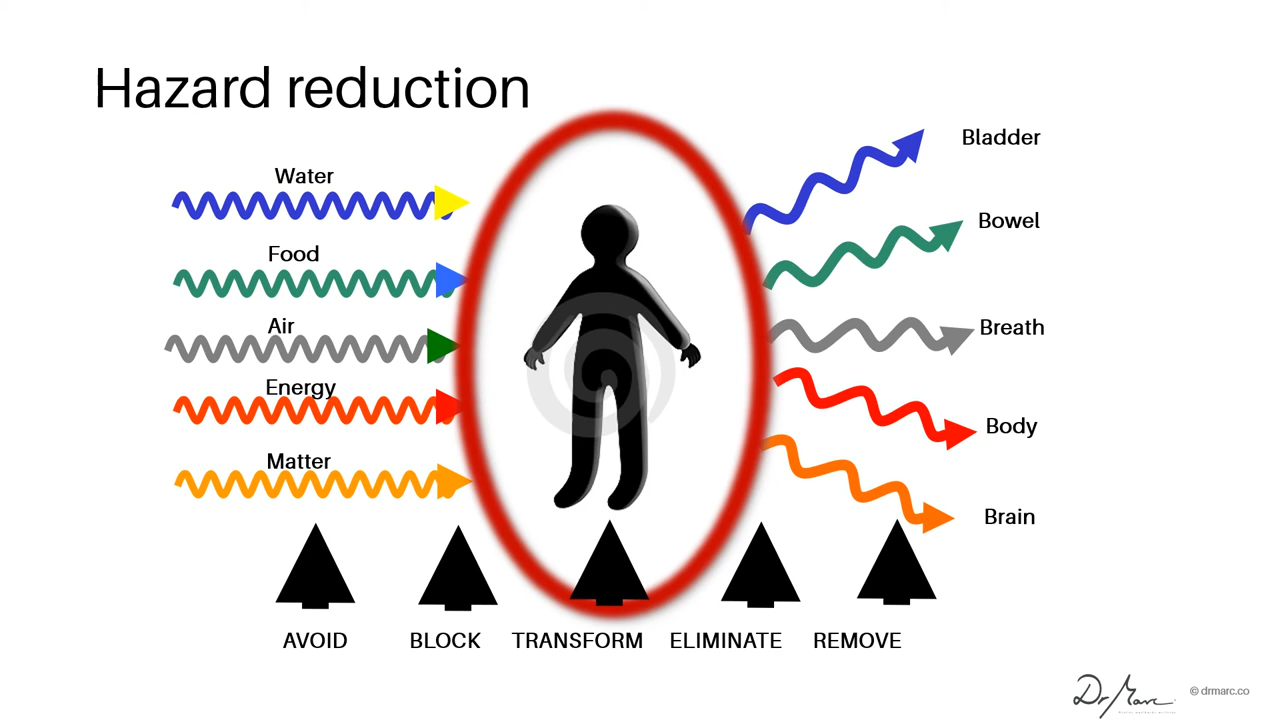 Hazard reduction
Water
Food
Air
Energy
Matter
Bladder
Bowel
Breath
Body
Brain
AVOID BLOCK TRANSFORM ELIMINATE REMOVE
Dr Marc
© drmarc.co